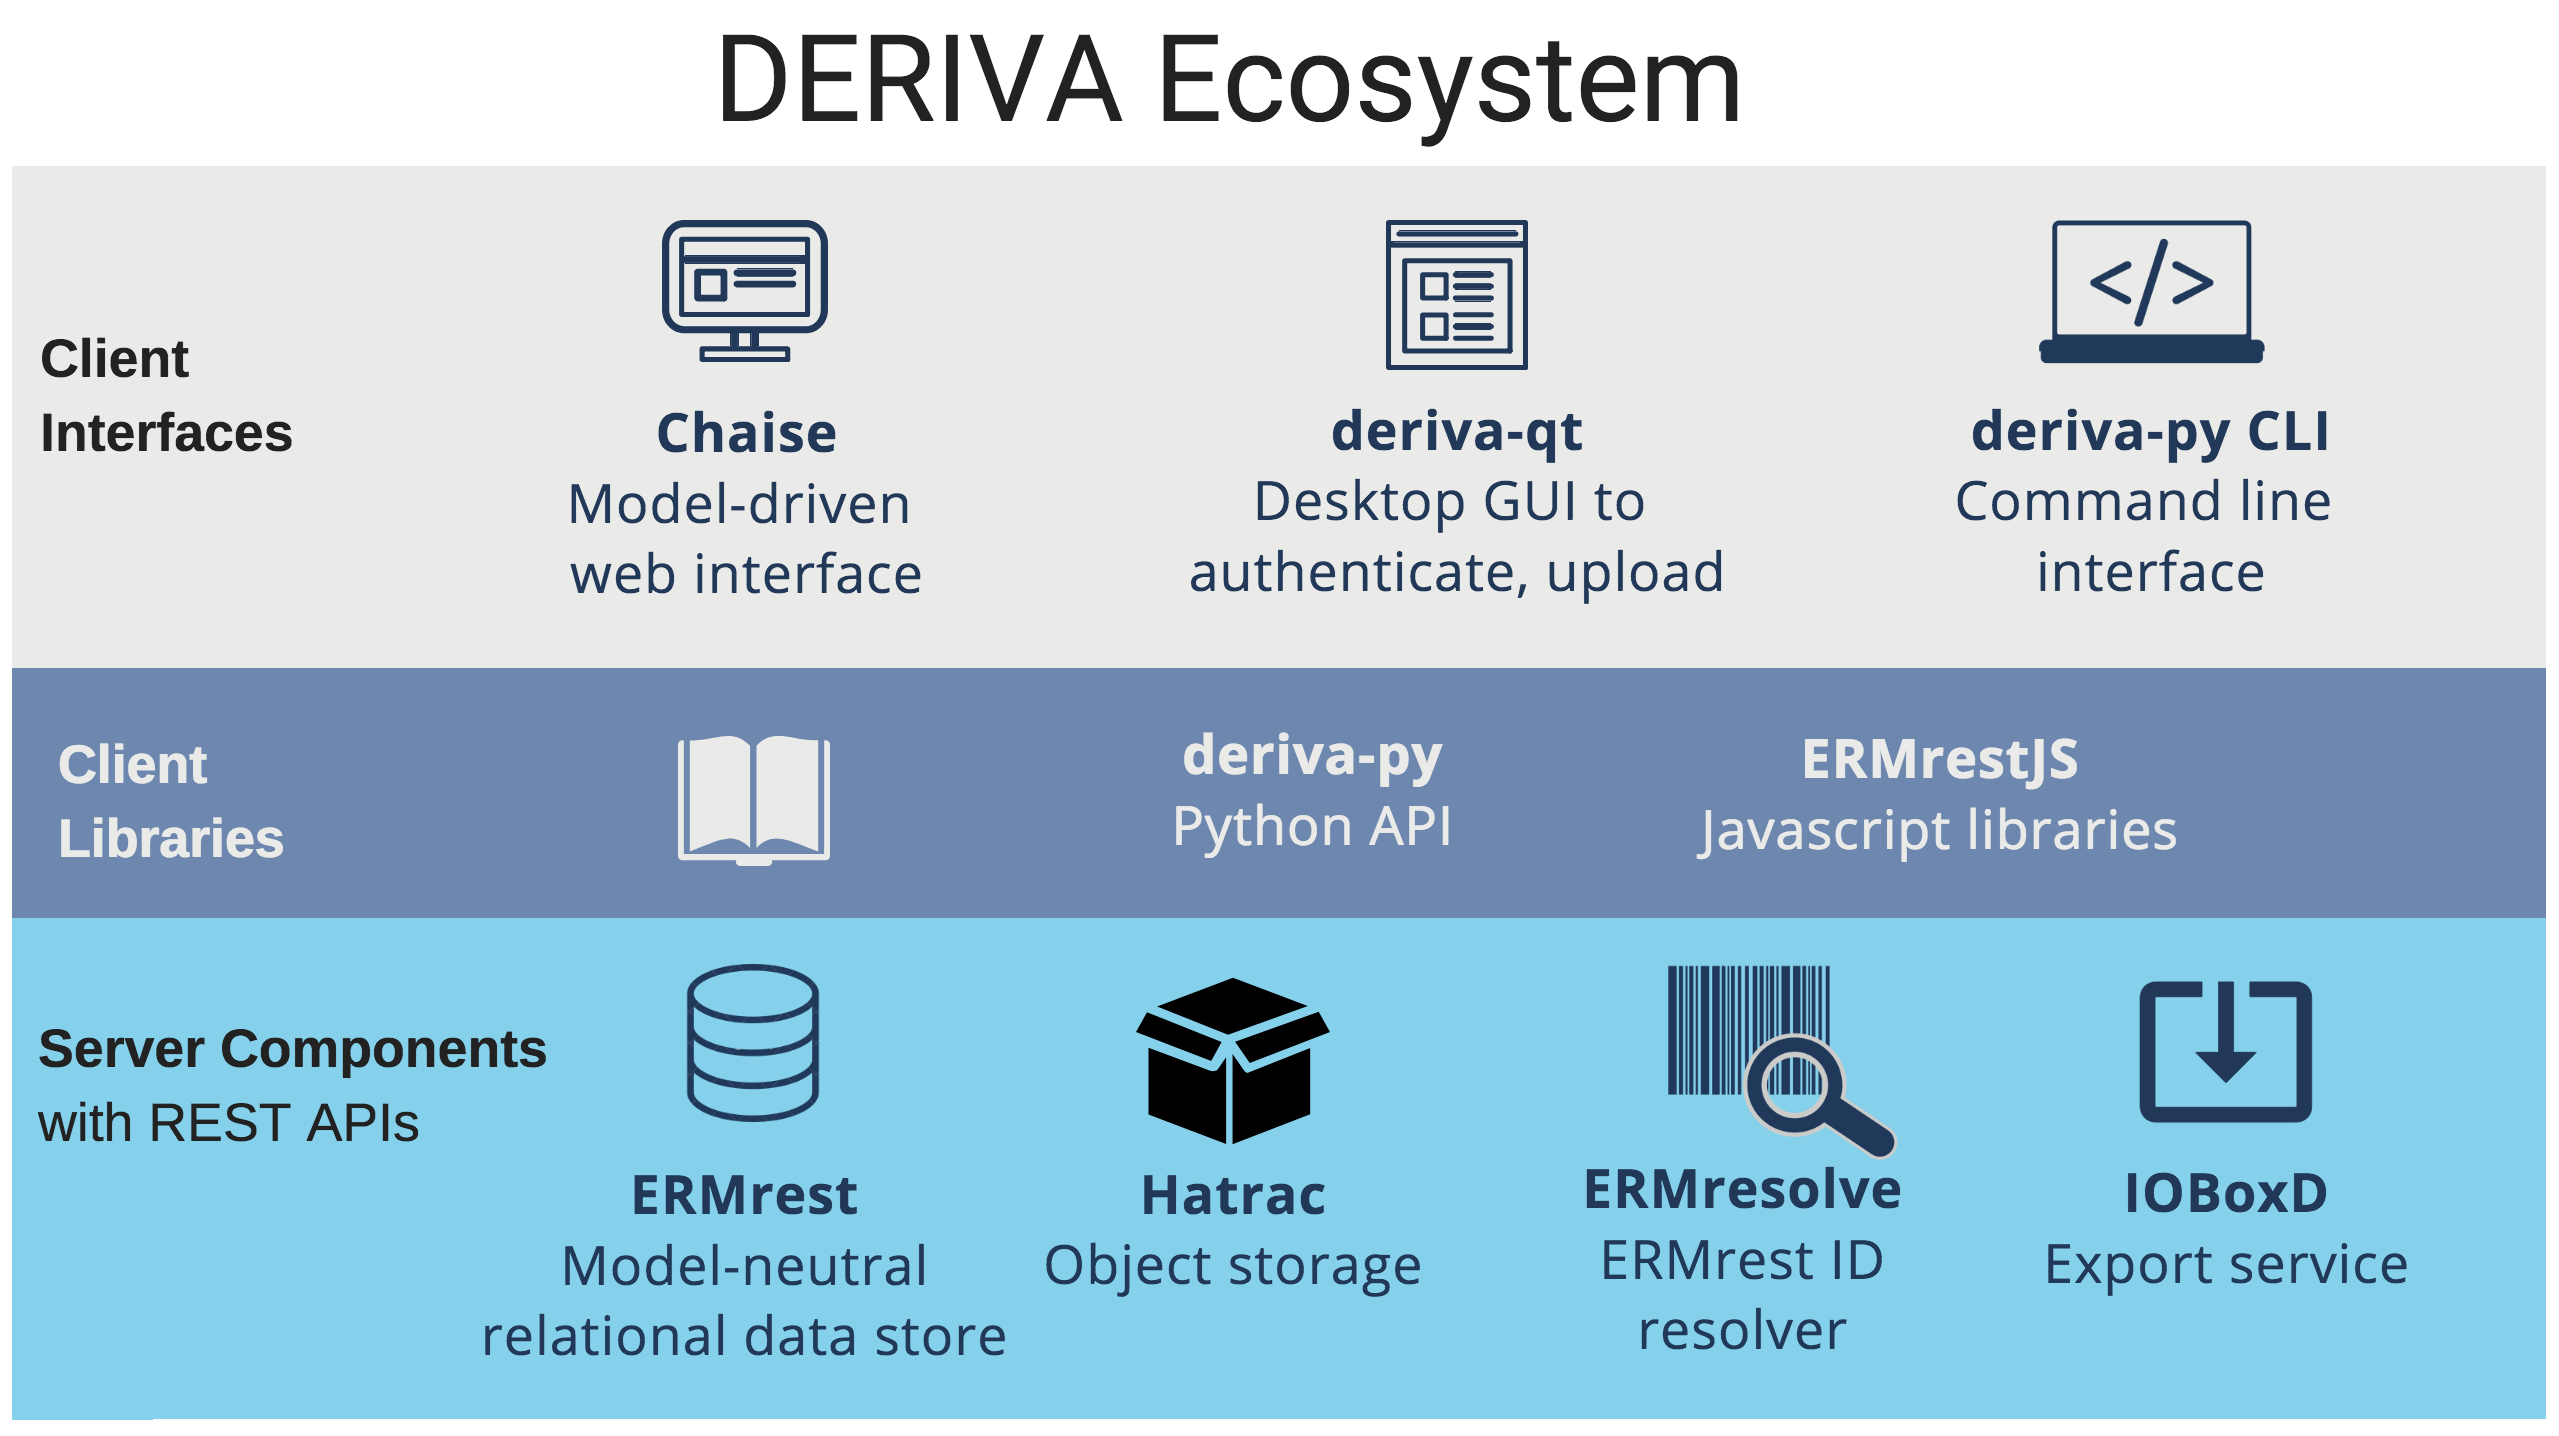 DERIVA Ecosystem
Client
Interfaces
Chaise
Model-driven
web interface
deriva-qt
Desktop GUI to
authenticate, upload
</>
deriva-py CLI
Command line
interface
Client
Libraries
deriva-py
Python API
ERMrestJS
Javascript libraries
Server Components
with REST APIs
ERMrest
Model-neutral
relational data store
Hatrac
Object storage
ERMresolve
ERMrest ID
resolver
IOBoxD
Export service